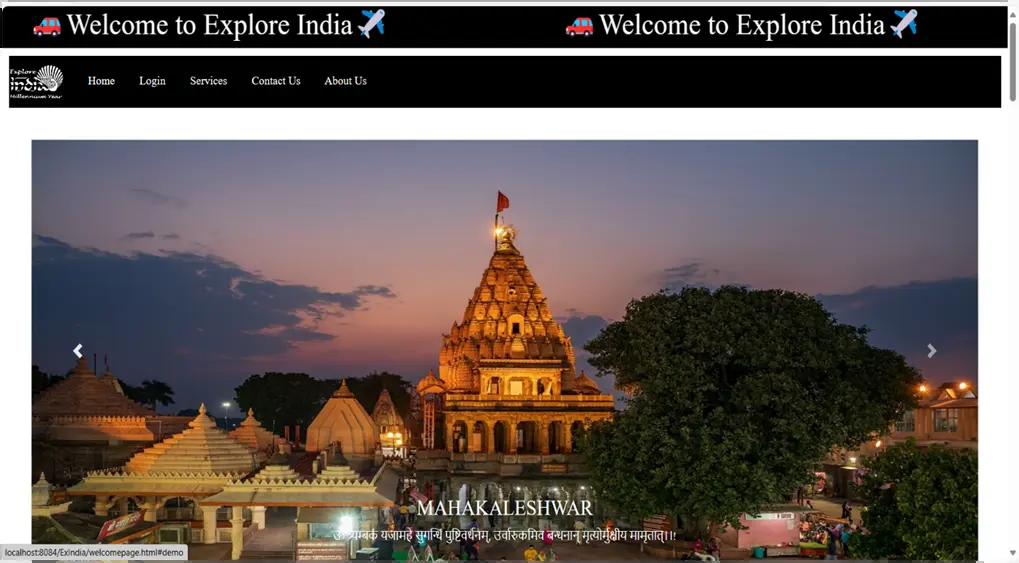 🚗 Welcome to Explore India ✈️ 🚗 Welcome to Explore India ✈️
Explore
India
Millennium Year
Home Login Services Contact Us About Us
MAHAKALESHWAR
ॐ त्र्यम्बकं यजामहे सुगन्धिं पुष्टिवर्धनम्, उर्वारुकमिव बन्धनान् मृत्योर्मुक्षीय मामृतात्।।!
localhost:8084/Exindia/welcomepage.html#demo